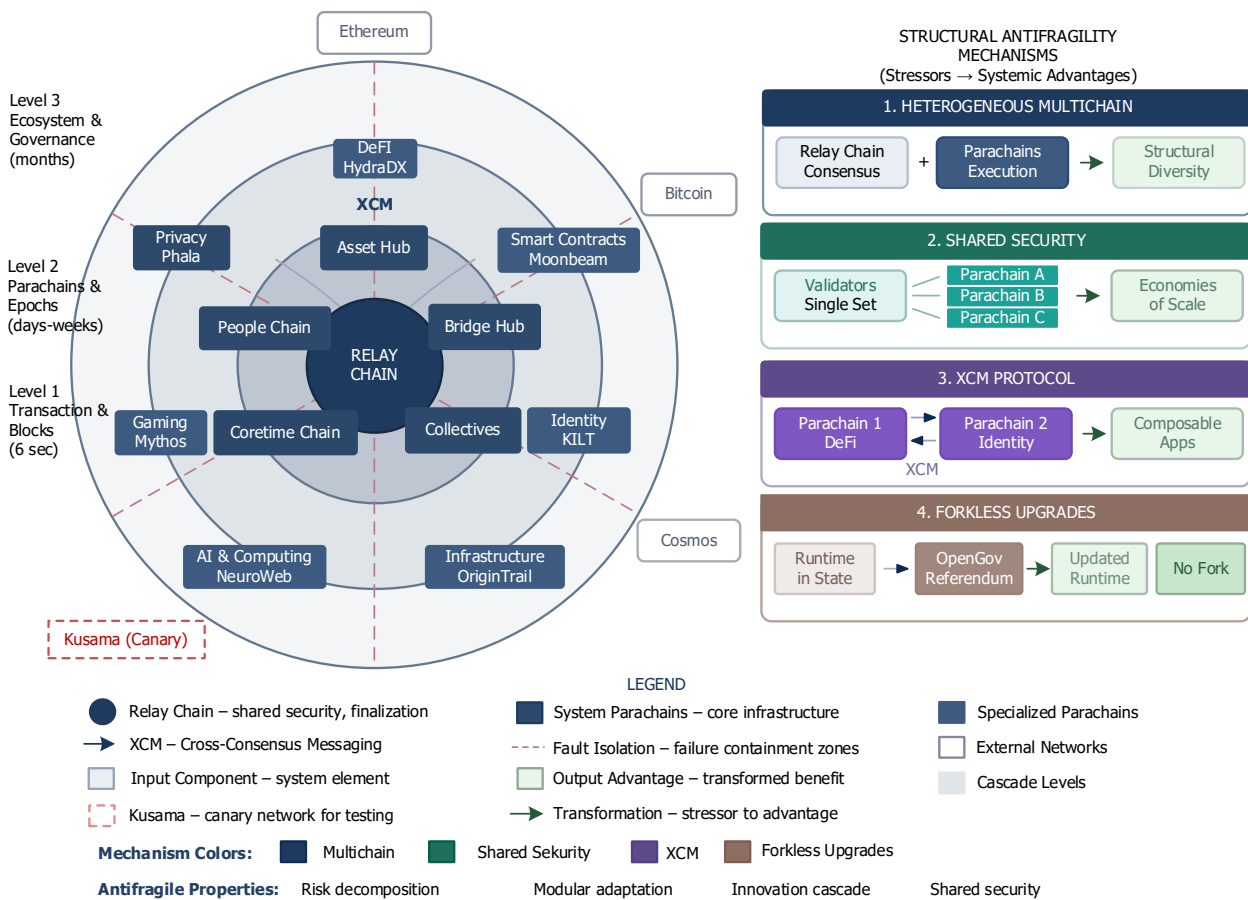 Ethereum
Level 3
Ecosystem &
Governance
(months)
DeFI
HydraDX
XCM
Bitcoin
Privacy
Phala
Asset Hub
Smart Contracts
Moonbeam
Level 2
Parachains &
Epochs
(days-weeks)
People Chain
Bridge Hub
RELAY
CHAIN
Level 1
Transaction &
Blocks
(6 sec)
Gaming
Mythos
Coretime Chain
Collectives
Identity
KILT
Cosmos
AI & Computing
NeuroWeb
Infrastructure
OriginTrail
Kusama (Canary)
STRUCTURAL ANTIFRAGILITY
MECHANISMS
(Stressors → Systemic Advantages)
1. HETEROGENEOUS MULTICHAIN
Relay Chain
Consensus
+
Parachains
Execution
Structural
Diversity
2. SHARED SECURITY
Validators
Single Set
Parachain A
Parachain B
Parachain C
Economies
of Scale
3. XCM PROTOCOL
Parachain 1
DeFi
Parachain 2
Identity
Composable
Apps
XCM
4. FORKLESS UPGRADES
Runtime
in State
OpenGov
Referendum
Updated
Runtime
No Fork
LEGEND
Relay Chain – shared security, finalization
System Parachains – core infrastructure
Specialized Parachains
XCM – Cross-Consensus Messaging
Fault Isolation – failure containment zones
External Networks
Input Component – system element
Output Advantage – transformed benefit
Cascade Levels
Kusama – canary network for testing
Transformation – stressor to advantage
Mechanism Colors: Multichain Shared Sekurity XCM Forkless Upgrades
Antifragile Properties: Risk decomposition Modular adaptation Innovation cascade Shared security